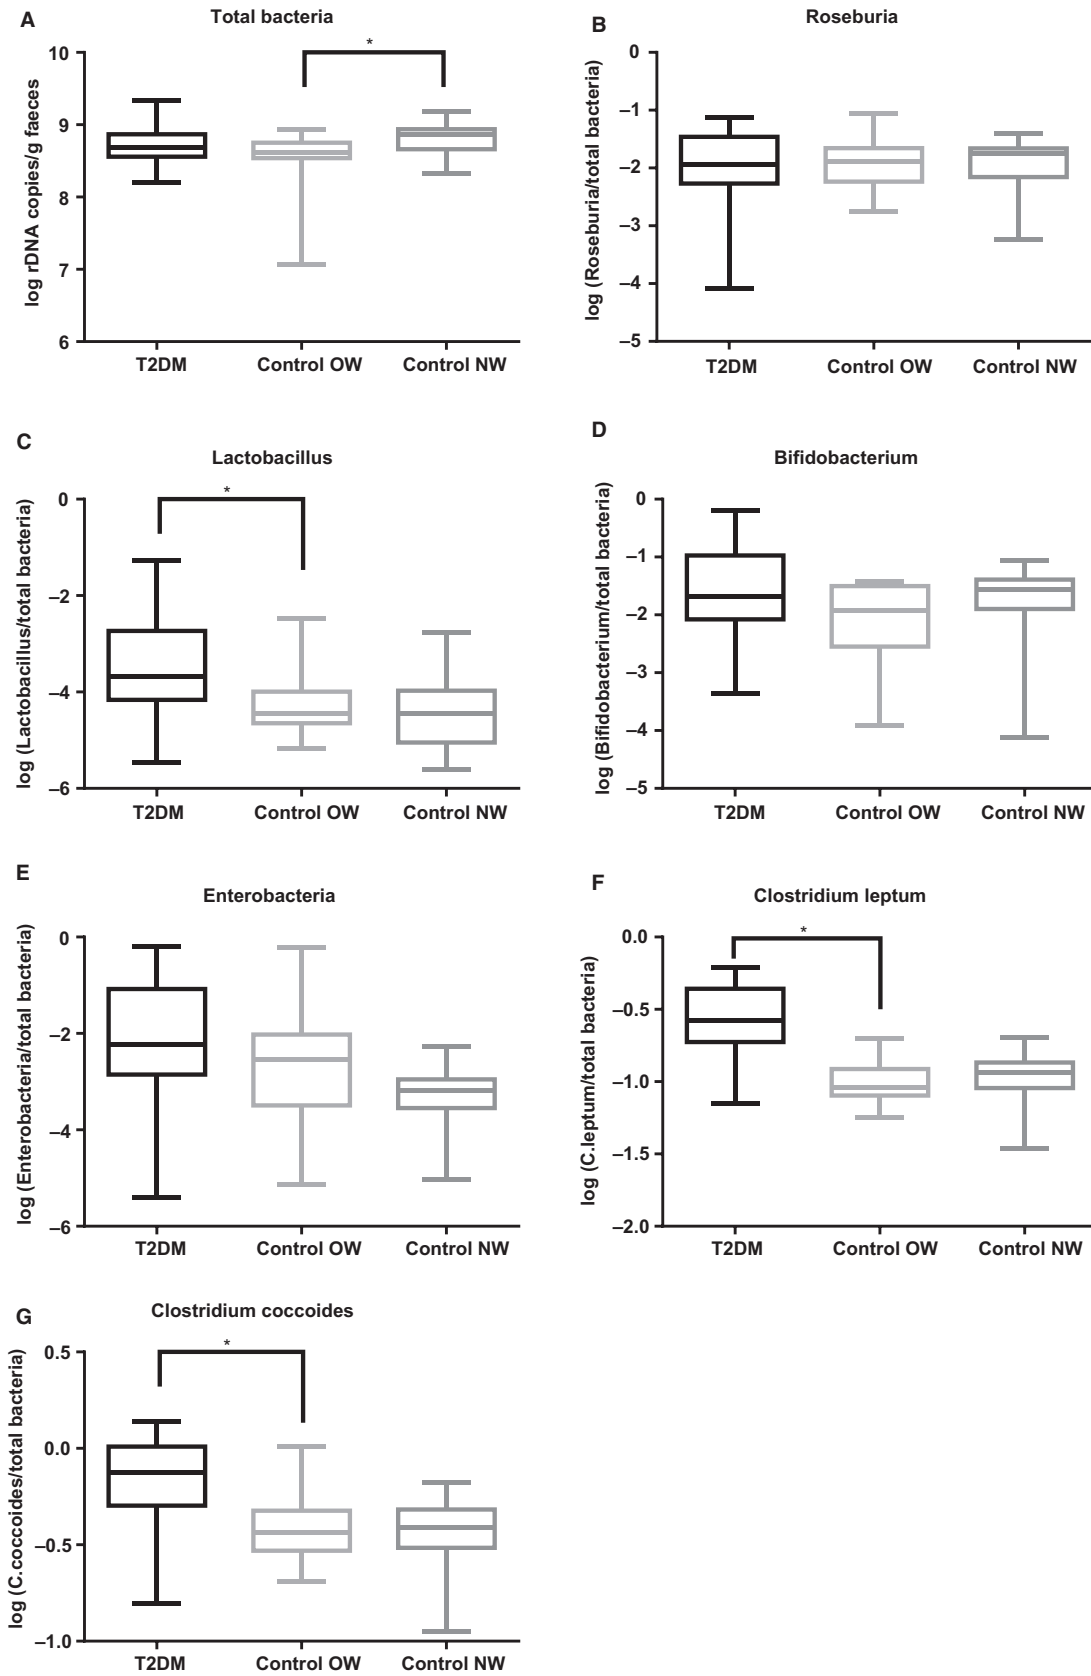 A
Total bacteria
*
log rDNA copies/g faeces
10
9
8
7
6
T2DM
Control OW
Control NW
B
Roseburia
log (Roseburia/total bacteria)
0
–1
–2
–3
–4
–5
T2DM
Control OW
Control NW
C
Lactobacillus
*
log (Lactobacillus/total bacteria)
0
–2
–4
–6
T2DM
Control OW
Control NW
D
Bifidobacterium
log (Bifidobacterium/total bacteria)
0
–1
–2
–3
–4
–5
T2DM
Control OW
Control NW
E
Enterobacteria
log (Enterobacteria/total bacteria)
0
–2
–4
–6
T2DM
Control OW
Control NW
F
Clostridium leptum
*
log (C.leptum/total bacteria)
0.0
–0.5
–1.0
–1.5
–2.0
T2DM
Control OW
Control NW
G
Clostridium coccoides
*
log (C.coccoides/total bacteria)
0.5
0.0
–0.5
–1.0
T2DM
Control OW
Control NW